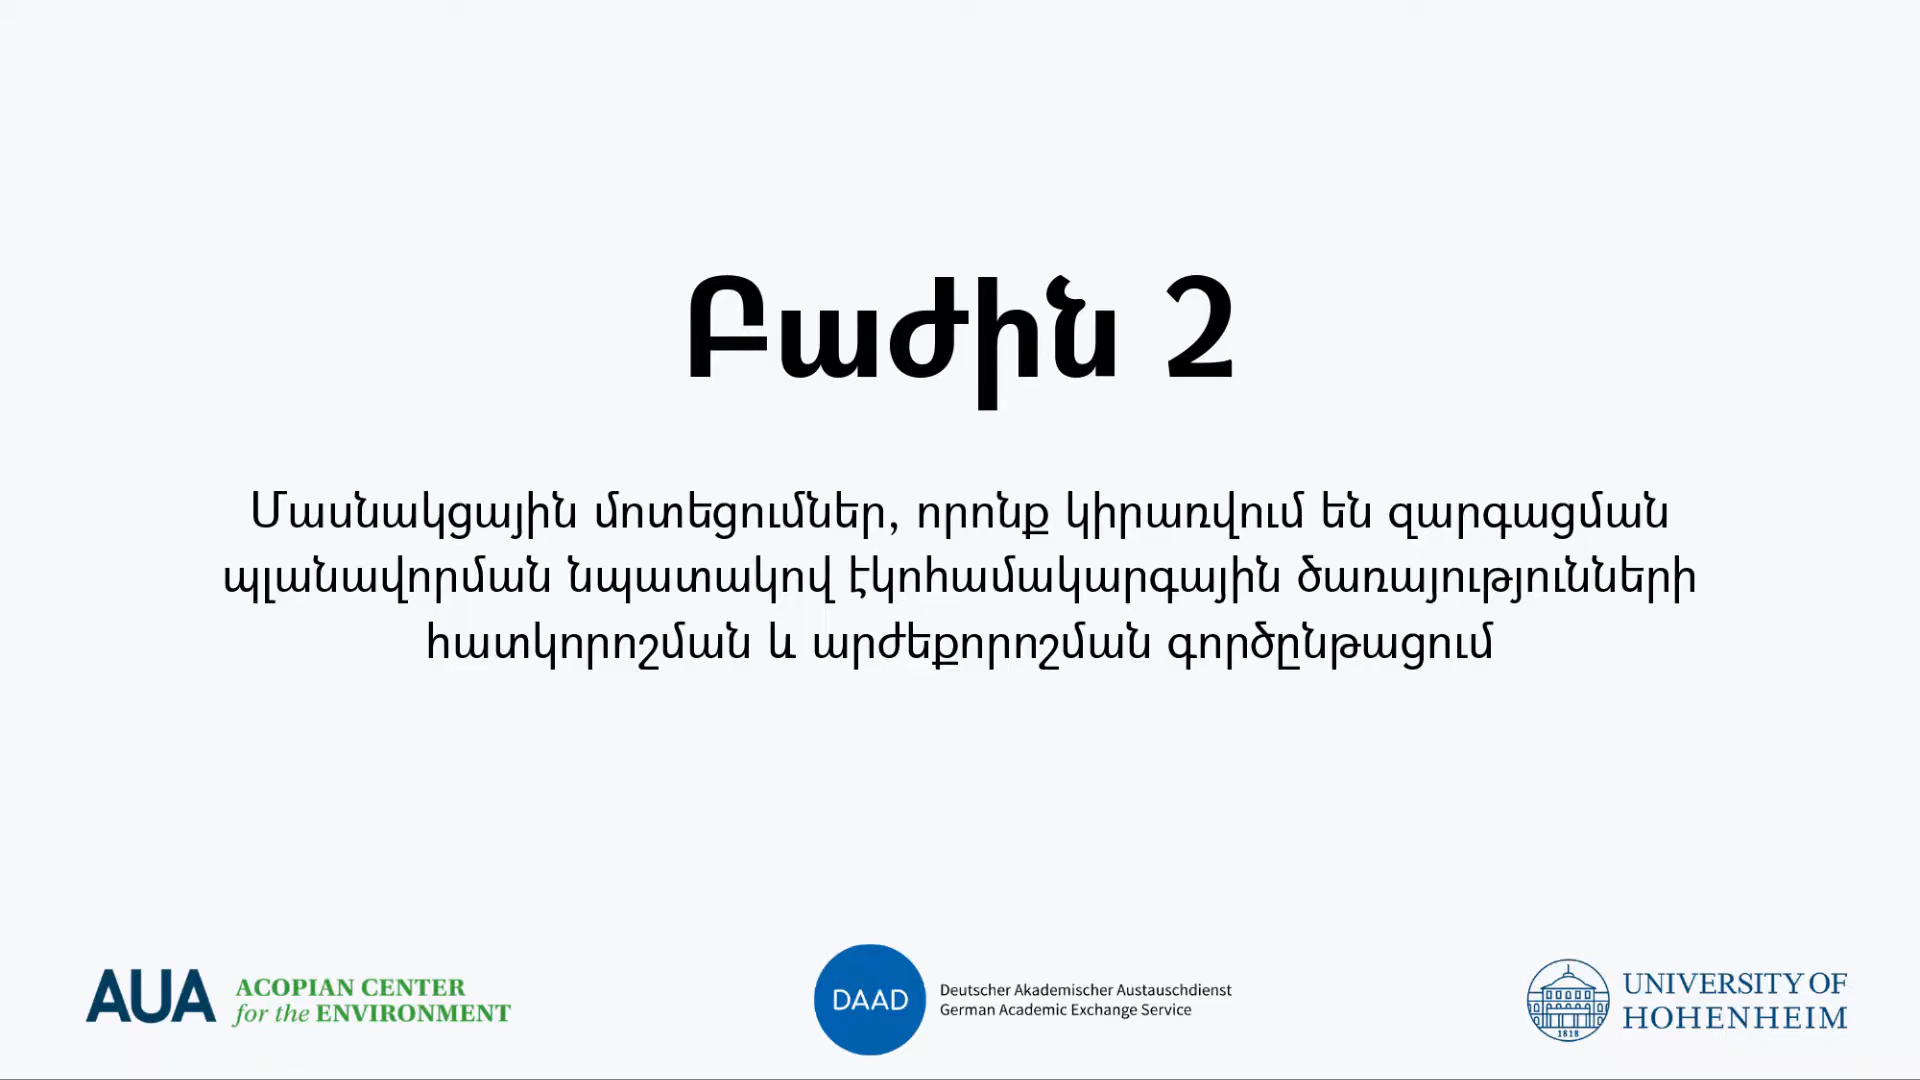 Բաժին 2
Մասնակցային մոտեցումներ, որոնք կիրառվում են զարգացման
պլանավորման նպատակով էկոհամակարգային ծառայությունների
հատկորոշման և արժեքորոշման գործընթացում
AUA ACOPIAN CENTER
for the ENVIRONMENT
DAAD
Deutscher Akademischer Austauschdienst
German Academic Exchange Service
1818
UNIVERSITY OF
HOHENHEIM